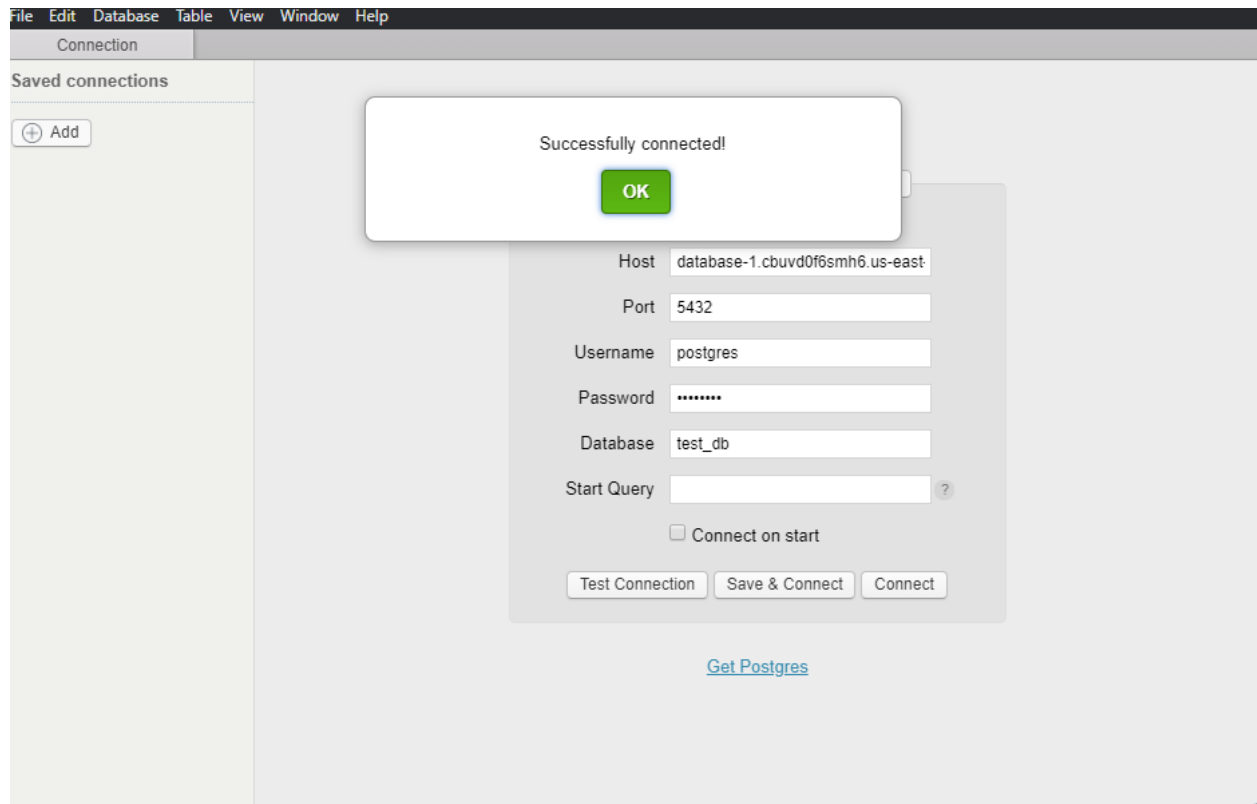 File Edit Database Table View Window Help
Connection
Saved connections
Add
Successfully connected!
OK
Host database-1.cbuvd0f6smh6.us-east-
Port 5432
Username postgres
Password ••••••••
Database test_db
Start Query ?
Connect on start
Test Connection Save & Connect Connect
Get Postgres